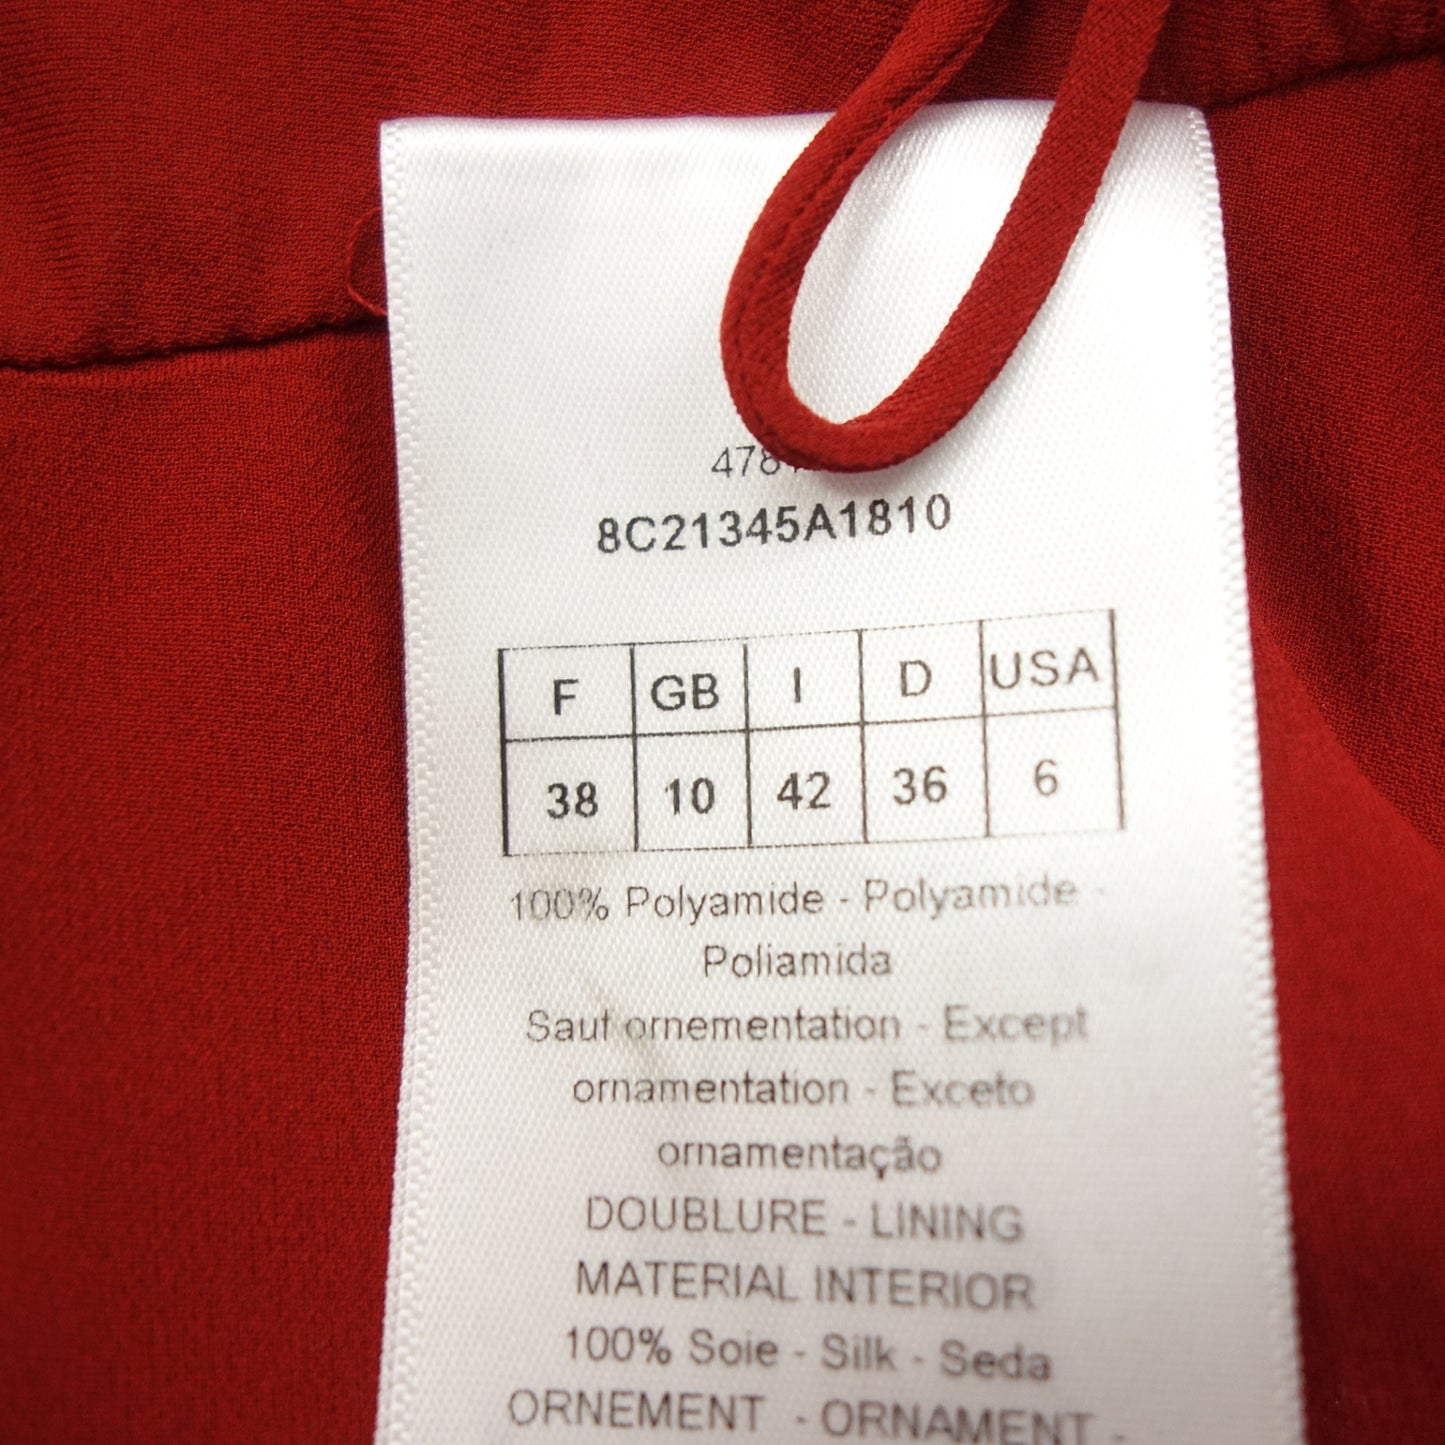 8C21345A1810
F GB I D USA
38 10 42 36 6
100% Polyamide - Polyamide -
Poliamida
Sauf ornementation - Except
ornamentation - Exceto
ornamentação
DOUBLURE - LINING
MATERIAL INTERIOR
100% Soie - Silk - Seda
ORNEMENT - ORNAMENT -